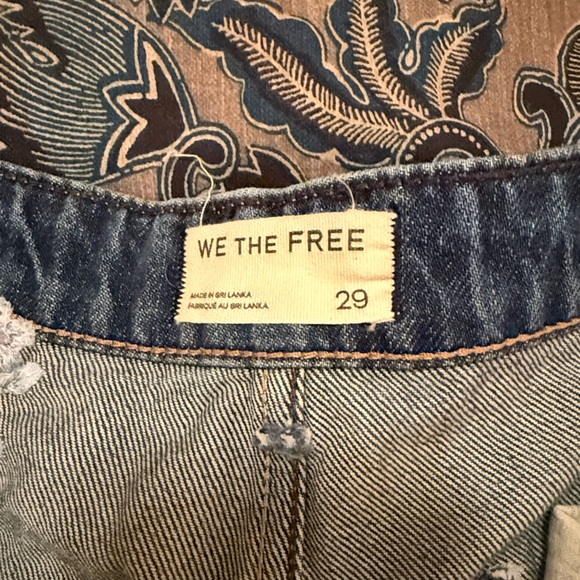 WE THE FREE
MADE IN SRI LANKA
FABRIQUÉ AU SRI LANKA
29